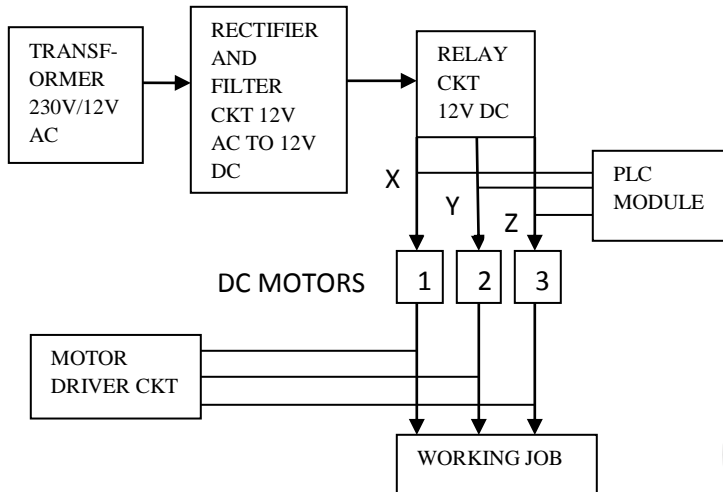 TRANSF-
ORMER
230V/12V
AC
RECTIFIER
AND
FILTER
CKT 12V
AC TO 12V
DC
RELAY
CKT
12V DC
PLC
MODULE
X
Y
Z
DC MOTORS
1
2
3
MOTOR
DRIVER CKT
WORKING JOB